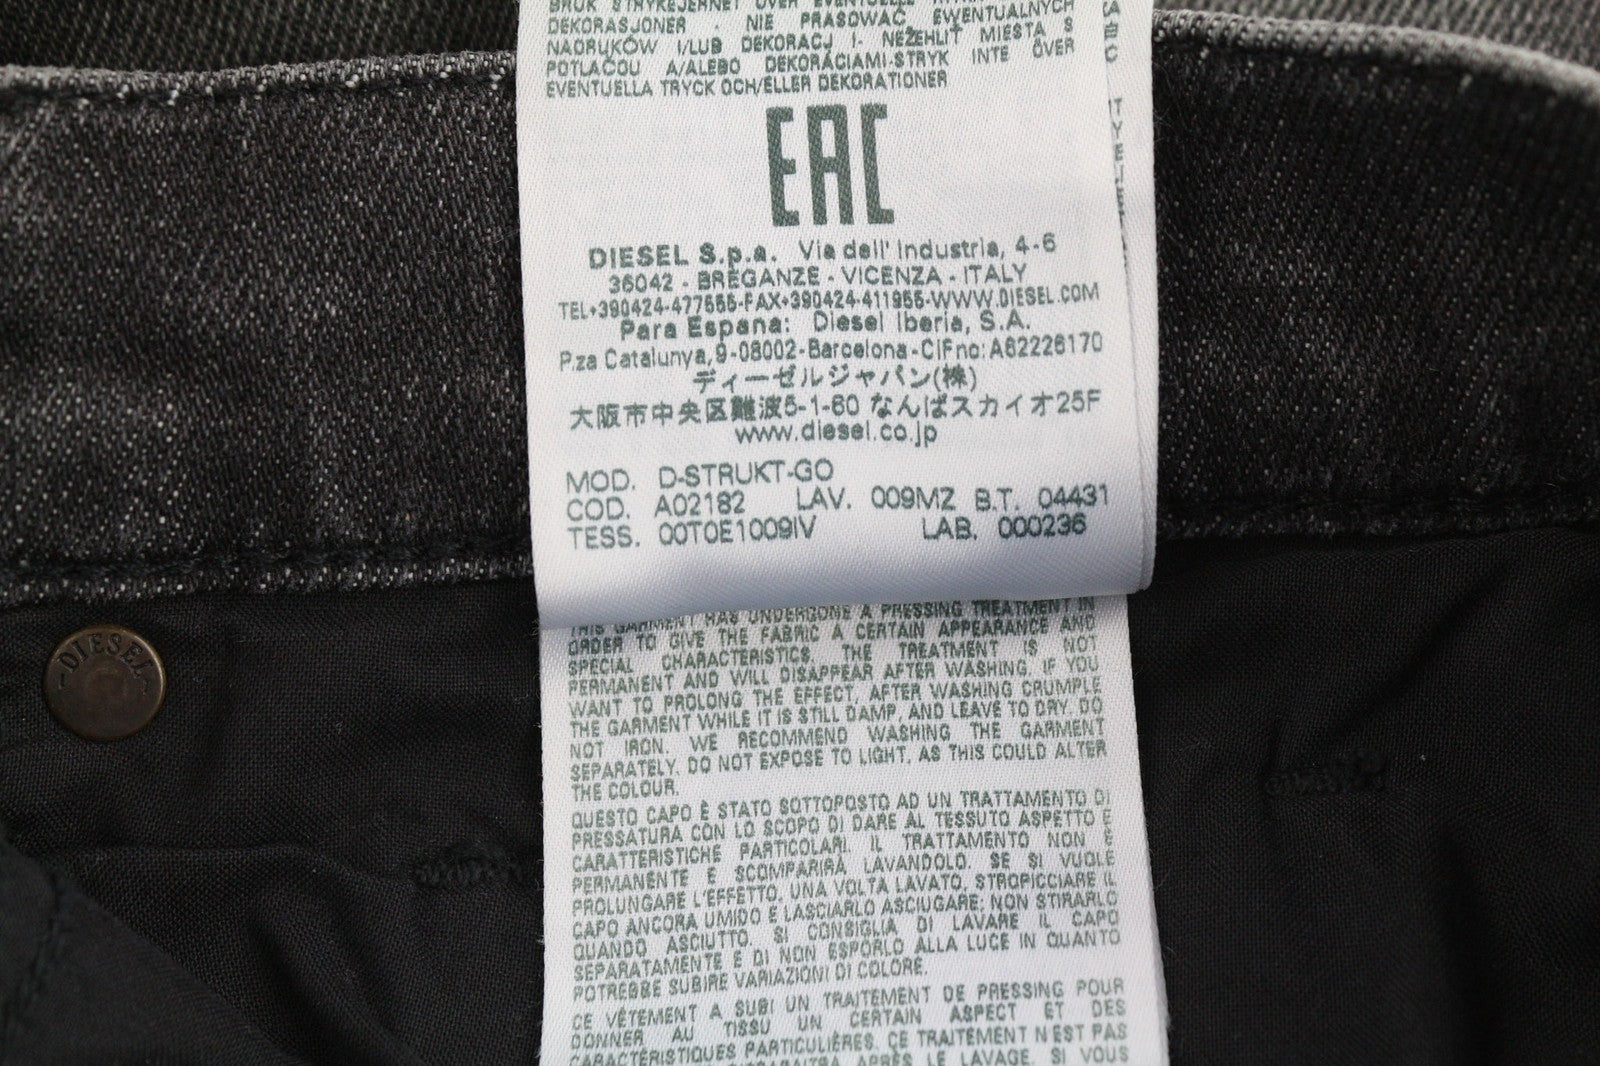 BRUK STRYKEJERNET OVER EVENTUELLE
DEKORASJONER - NIE PRASOWAĆ EWENTUALNYCH
NADRUKÓW I/LUB DEKORACJ I- NEŽEHLIŤ MIESTA S
POTLAČOU A/ALEBO DEKORÁCIAMI-STRYK INTE ÖVER
EVENTUELLA TRYCK OCH/ELLER DEKORATIONER
EAC
DIESEL S.p.a. Via dell' Industria, 4-6
36042 - BREGANZE - VICENZA - ITALY
TEL+390424-477555-FAX+390424-411955-WWW.DIESEL.COM
Para Espana: Diesel Iberia, S.A.
P.za Catalunya,9-08002-Barcelona-CIF no: A62226170
ディーゼルジャパン(株)
大阪市中央区難波5-1-60 なんばスカイオ25F
www.diesel.co.jp
MOD. D-STRUKT-GO
COD. A02182 LAV. 009MZ B.T. 04431
TESS. 00T0E1009IV LAB. 000236
THIS GARMENT HAS UNDERGONE A PRESSING TREATMENT IN
ORDER TO GIVE THE FABRIC A CERTAIN APPEARANCE AND
SPECIAL CHARACTERISTICS. THE TREATMENT IS NOT
PERMANENT AND WILL DISAPPEAR AFTER WASHING. IF YOU
WANT TO PROLONG THE EFFECT, AFTER WASHING CRUMPLE
THE GARMENT WHILE IT IS STILL DAMP, AND LEAVE TO DRY. DO
NOT IRON. WE RECOMMEND WASHING THE GARMENT
SEPARATELY. DO NOT EXPOSE TO LIGHT, AS THIS COULD ALTER
THE COLOUR.
QUESTO CAPO È STATO SOTTOPOSTO AD UN TRATTAMENTO DI
PRESSATURA CON LO SCOPO DI DARE AL TESSUTO ASPETTO E
CARATTERISTICHE PARTICOLARI. IL TRATTAMENTO NON È
PERMANENTE E SCOMPARIRÀ LAVANDOLO. SE SI VUOLE
PROLUNGARE L'EFFETTO, UNA VOLTA LAVATO, STROPICCIARE IL
CAPO ANCORA UMIDO E LASCIARLO ASCIUGARE; NON STIRARLO
QUANDO ASCIUTTO. SI CONSIGLIA DI LAVARE IL CAPO
SEPARATAMENTE E DI NON ESPORLO ALLA LUCE IN QUANTO
POTREBBE SUBIRE VARIAZIONI DI COLORE.
CE VÊTEMENT A SUBI UN TRAITEMENT DE PRESSING POUR
DONNER AU TISSU UN CERTAIN ASPECT ET DES
CARACTÉRISTIQUES PARTICULIÈRES. CE TRAITEMENT N'EST PAS
APRÈS LE LAVAGE. SI VOUS
DIESEL